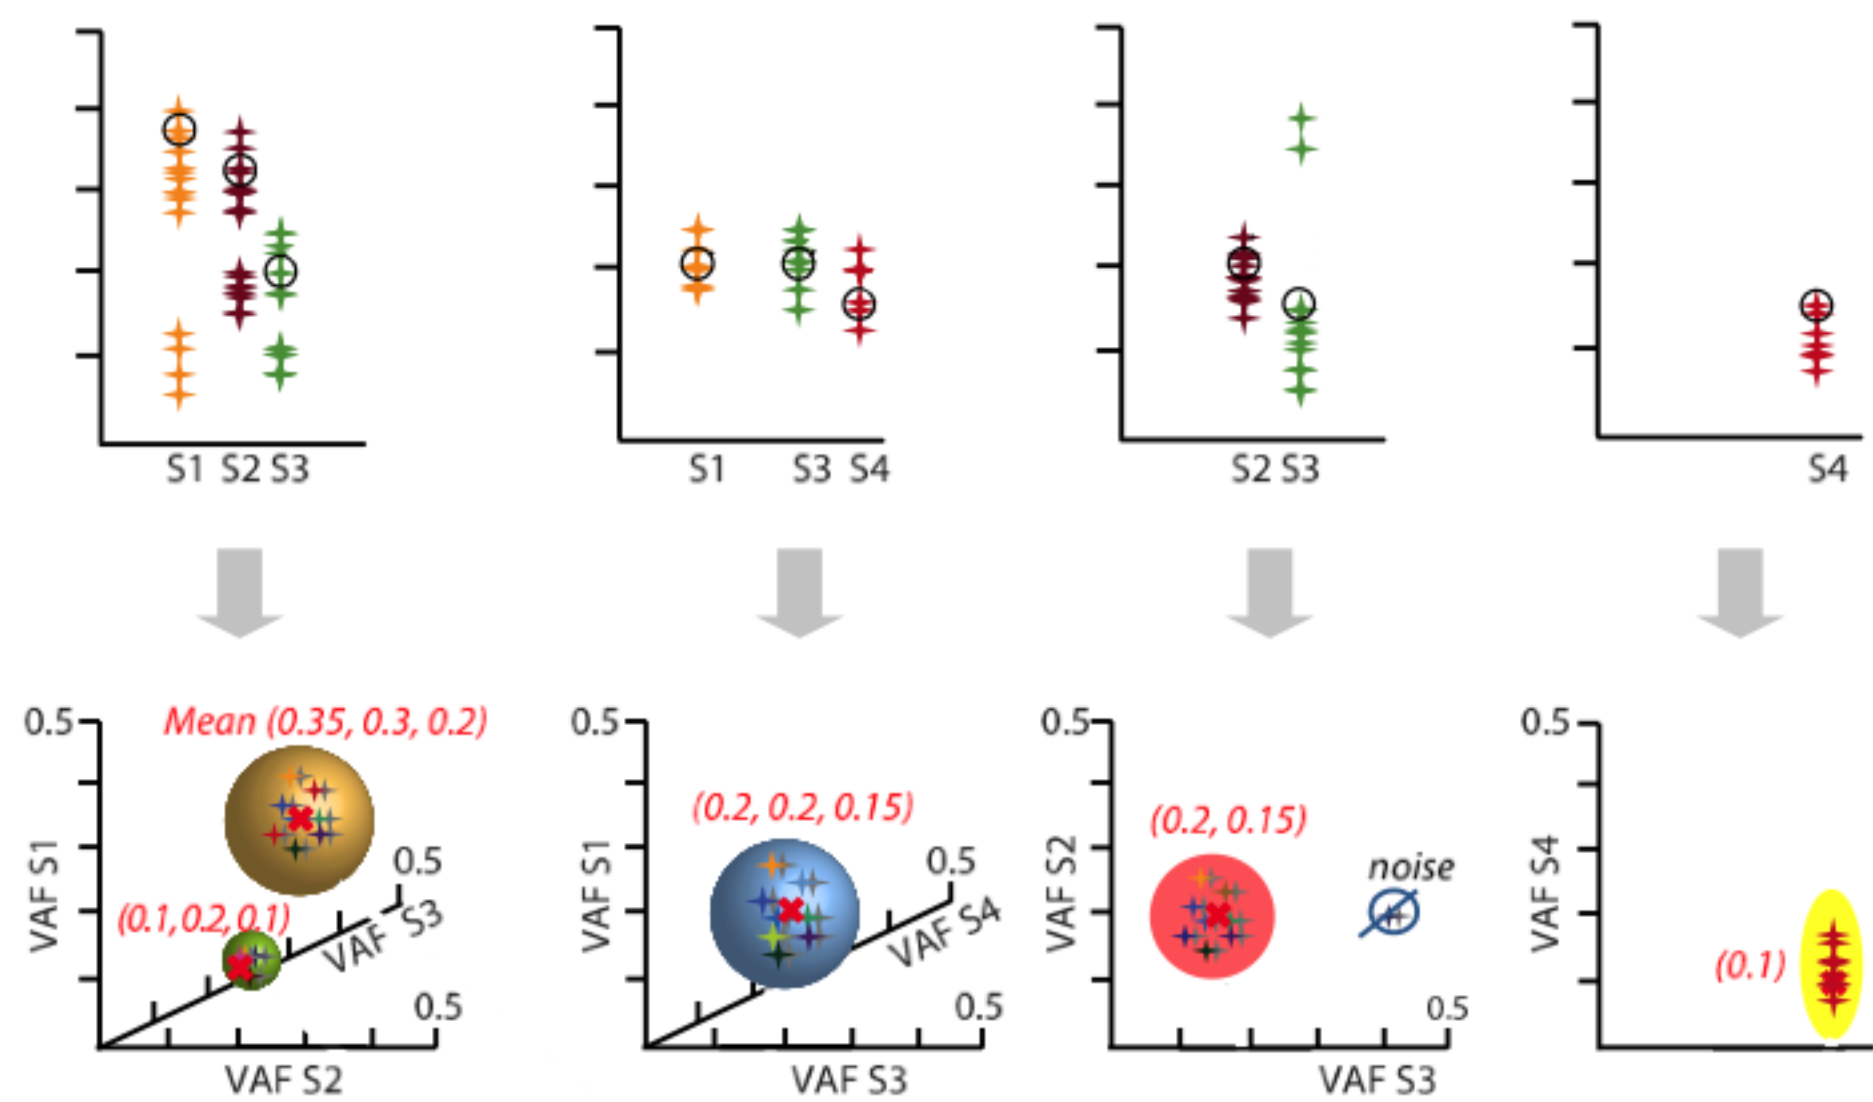 S1 S2 S3
S1 S3 S4
S2 S3
S4
0.5
Mean (0.35, 0.3, 0.2)
(0.1,0.2,0.1)
VAF S1
0.5
VAF S3
0.5
VAF S2
0.5
(0.2, 0.2, 0.15)
VAF S1
0.5
VAF S4
0.5
VAF S3
0.5
(0.2, 0.15)
noise
VAF S2
0.5
VAF S3
0.5
VAF S4
(0.1)